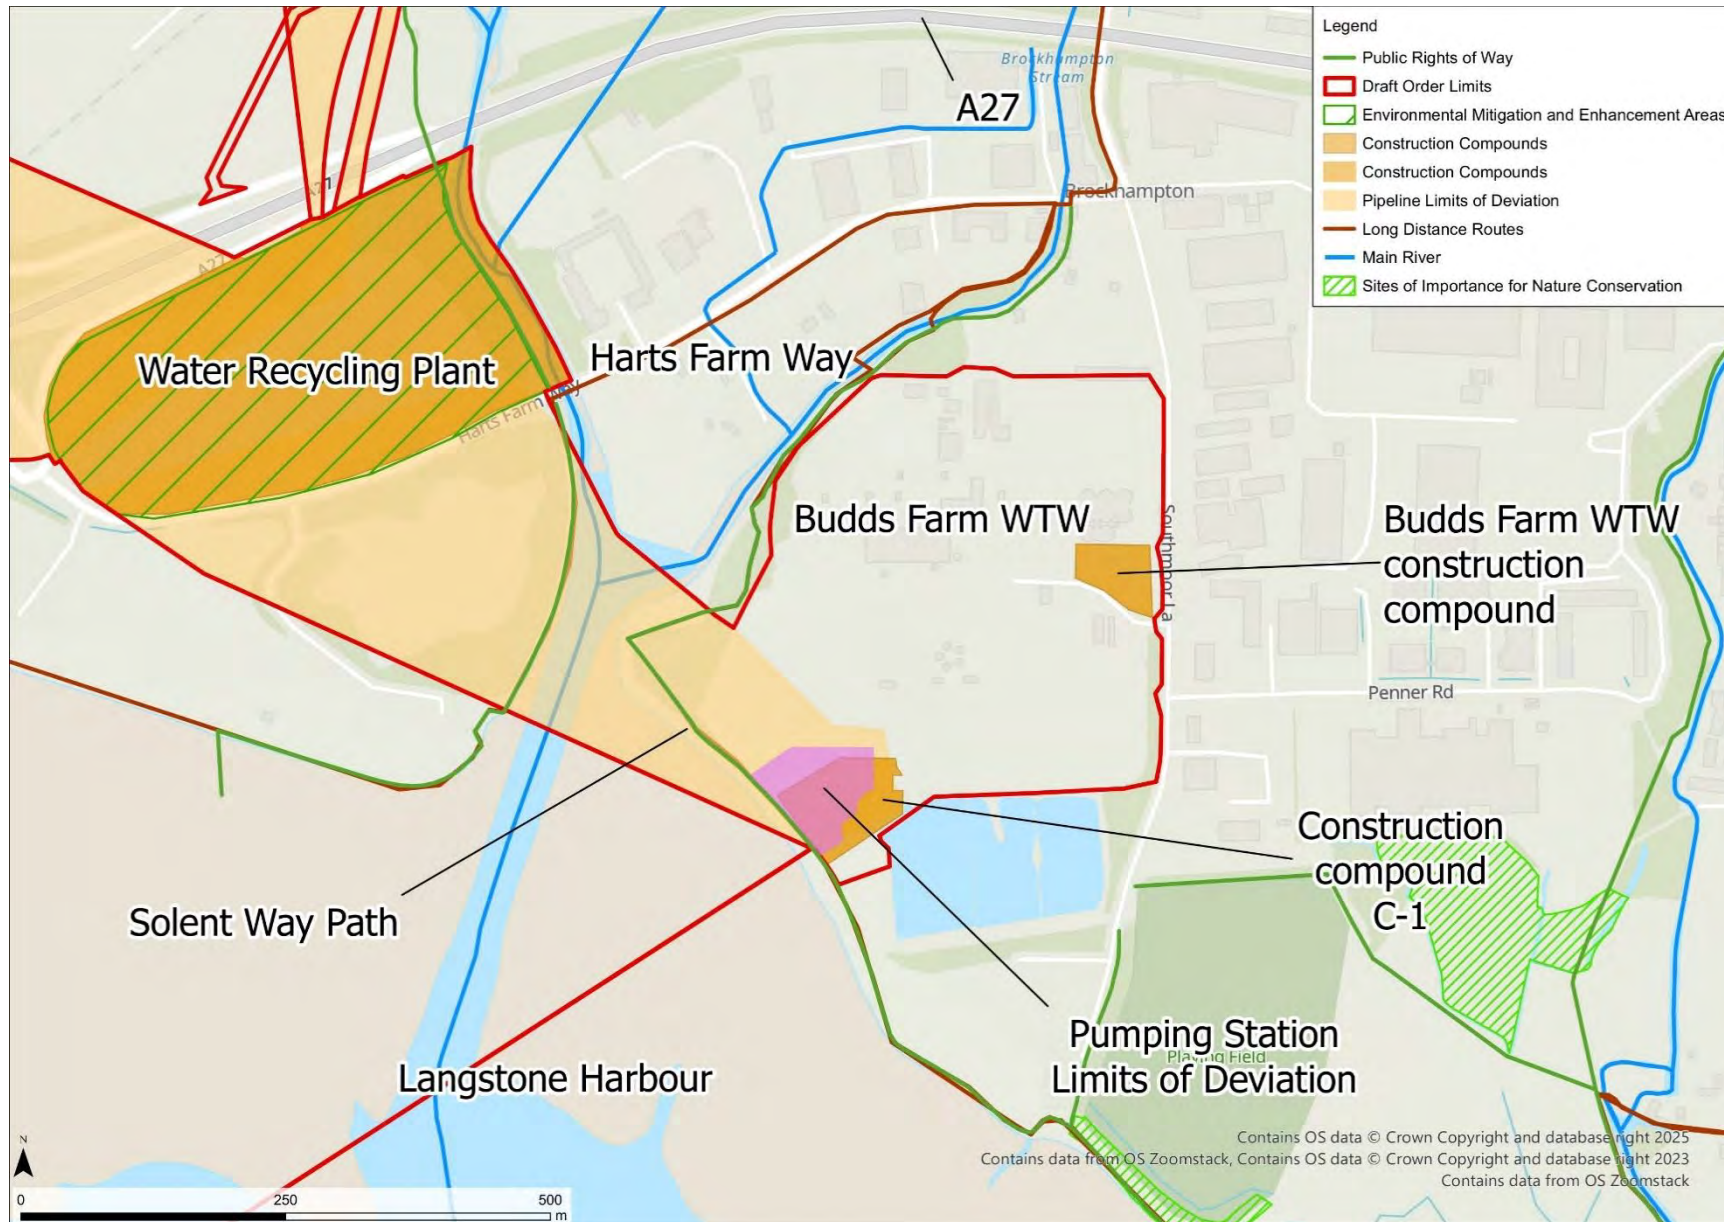 Legend
Public Rights of Way
Draft Order Limits
Environmental Mitigation and Enhancement Areas
Construction Compounds
Construction Compounds
Pipeline Limits of Deviation
Long Distance Routes
Main River
Sites of Importance for Nature Conservation
Brockhampton
Stream
A27
A27
A27
Brockhampton
Water Recycling Plant
Harts Farm Way
Harts Farm Way
Budds Farm WTW
Southmoor La
Budds Farm WTW
construction
compound
Penner Rd
Construction
compound
C-1
Solent Way Path
Pumping Station
Limits of Deviation
Playing Field
Langstone Harbour
N
0
250
500
m
Contains OS data © Crown Copyright and database right 2025
Contains data from OS Zoomstack, Contains OS data © Crown Copyright and database right 2023
Contains data from OS Zoomstack